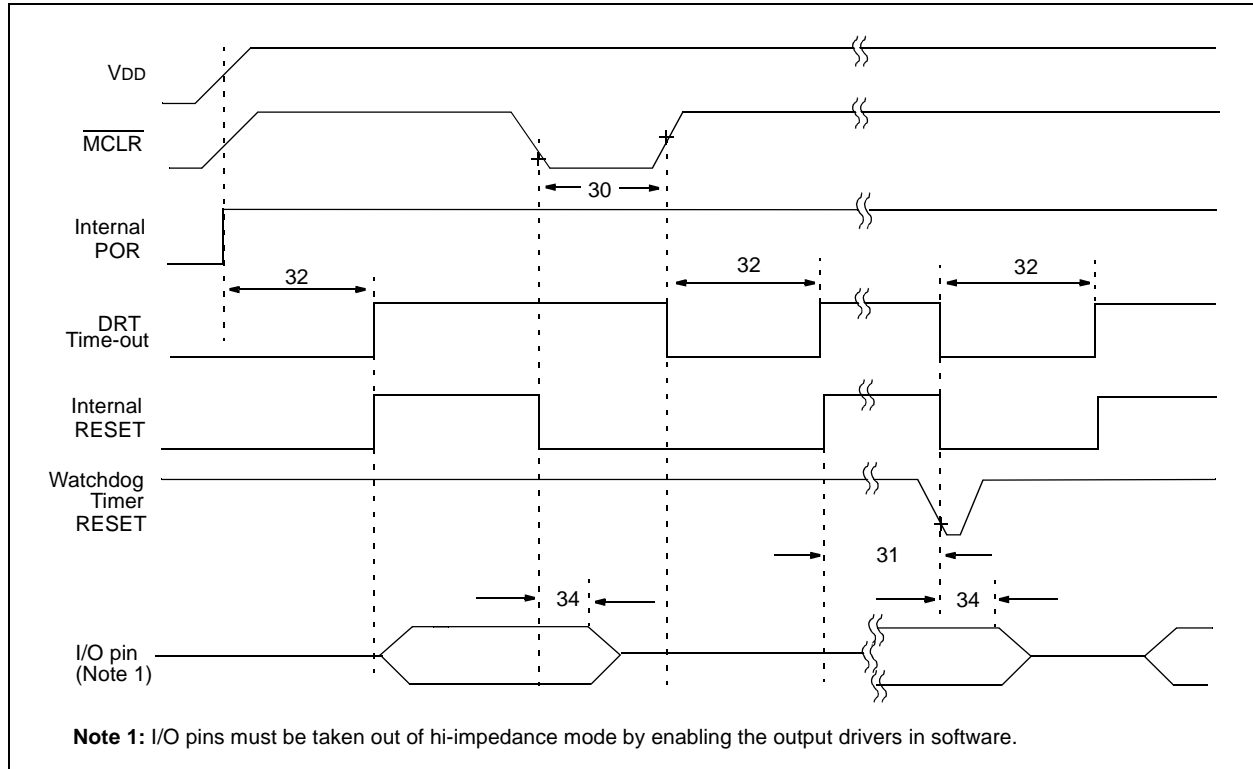 VDD
MCLR
30
Internal
POR
32
32
32
DRT
Time-out
Internal
RESET
Watchdog
Timer
RESET
31
34
34
I/O pin
(Note 1)
Note 1: I/O pins must be taken out of hi-impedance mode by enabling the output drivers in software.